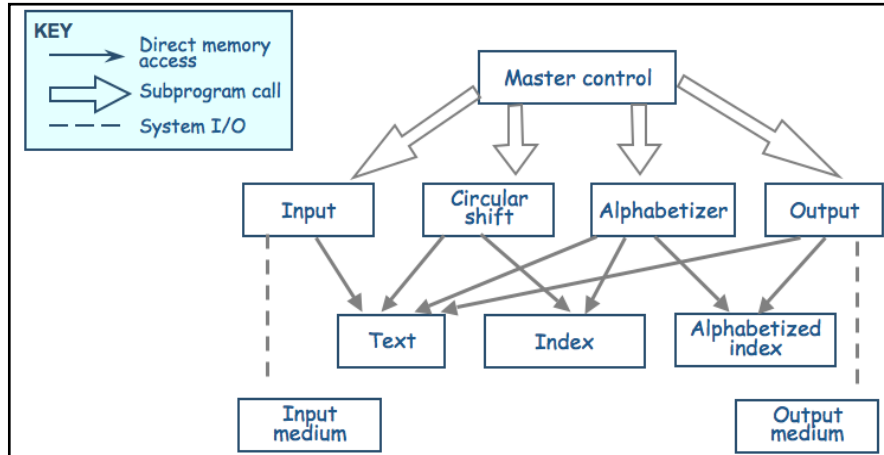 KEY
Direct memory
access
Subprogram call
System I/O
Master control
Input
Circular
shift
Alphabetizer
Output
Text
Index
Alphabetized
index
Input
medium
Output
medium